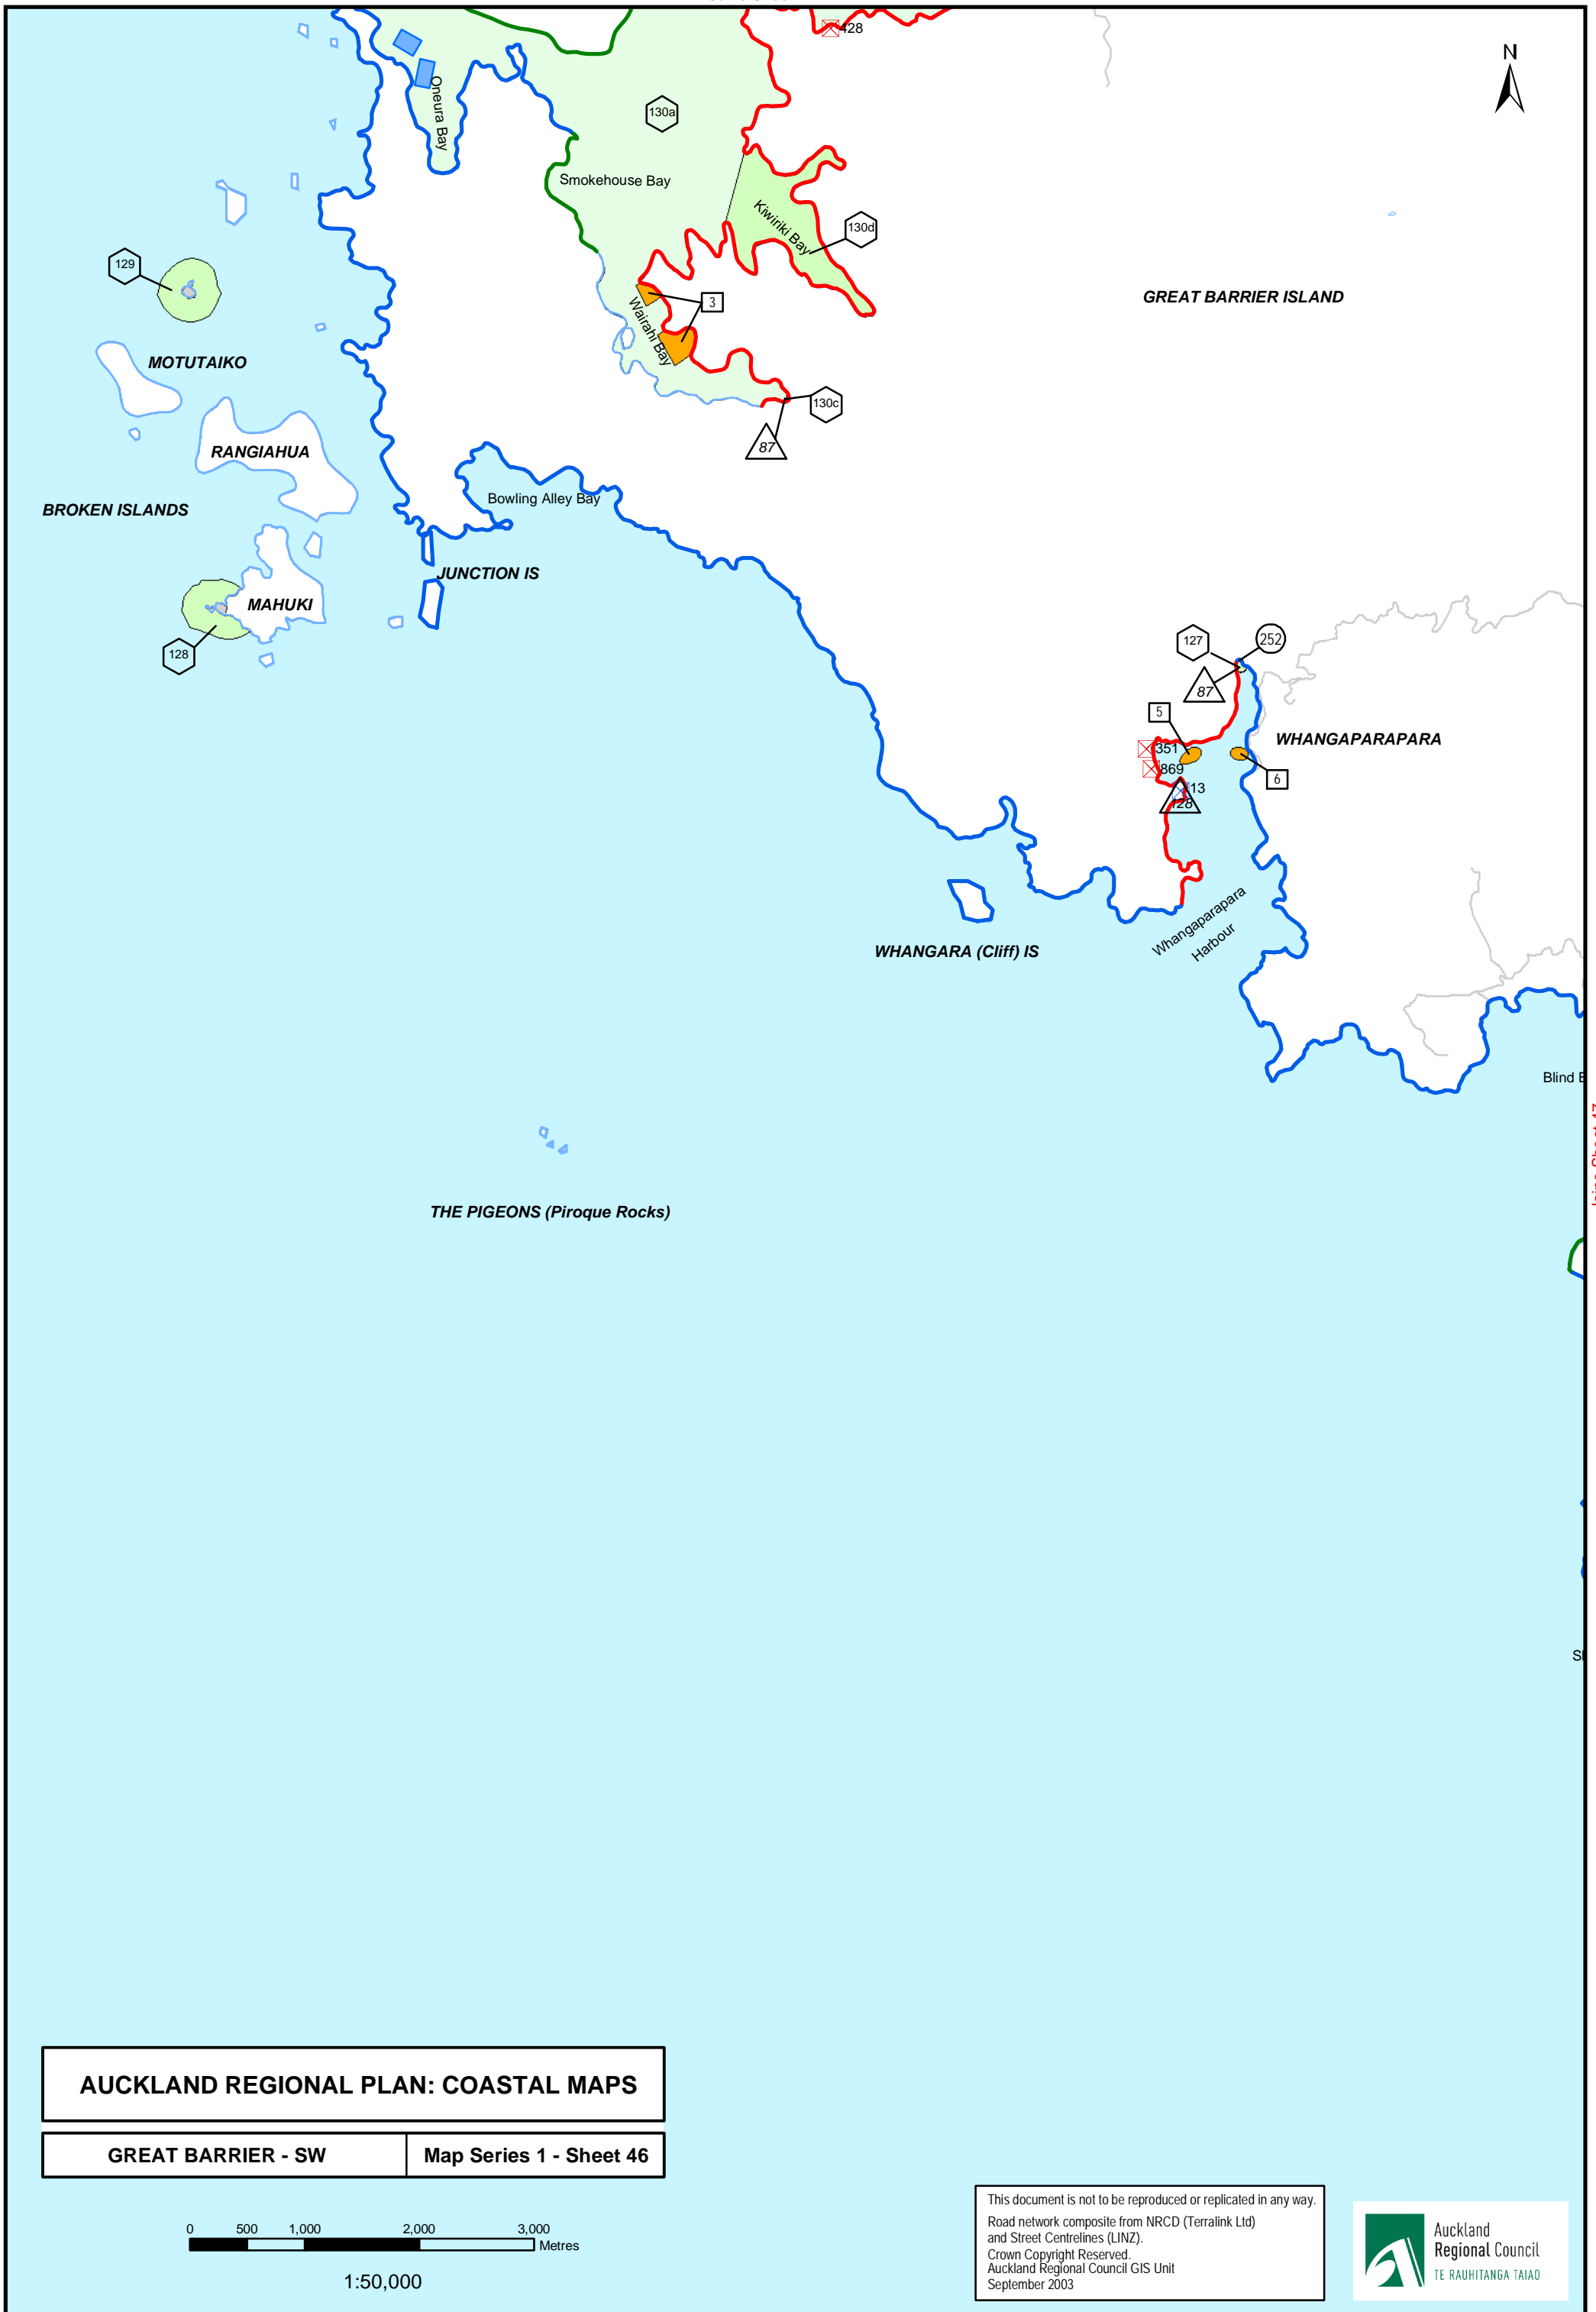 428
N
Oneura Bay
130a
Smokehouse Bay
Kiwiriki Bay
130d
129
GREAT BARRIER ISLAND
3
Wairahi Bay
MOTUTAIKO
130c
87
RANGIAHUA
Bowling Alley Bay
BROKEN ISLANDS
JUNCTION IS
MAHUKI
128
127
252
87
5
WHANGAPARAPARA
351
869
6
13
128
Whangaparapara
Harbour
WHANGARA (Cliff) IS
Blind
THE PIGEONS (Piroque Rocks)
AUCKLAND REGIONAL PLAN: COASTAL MAPS
GREAT BARRIER - SW
Map Series 1 - Sheet 46
0 500 1,000 2,000 3,000
Metres
1:50,000
This document is not to be reproduced or replicated in any way.
Road network composite from NRCD (Terralink Ltd)
and Street Centrelines (LINZ).
Crown Copyright Reserved.
Auckland Regional Council GIS Unit
September 2003
Auckland
Regional Council
TE RAUHITANGA TAIAO